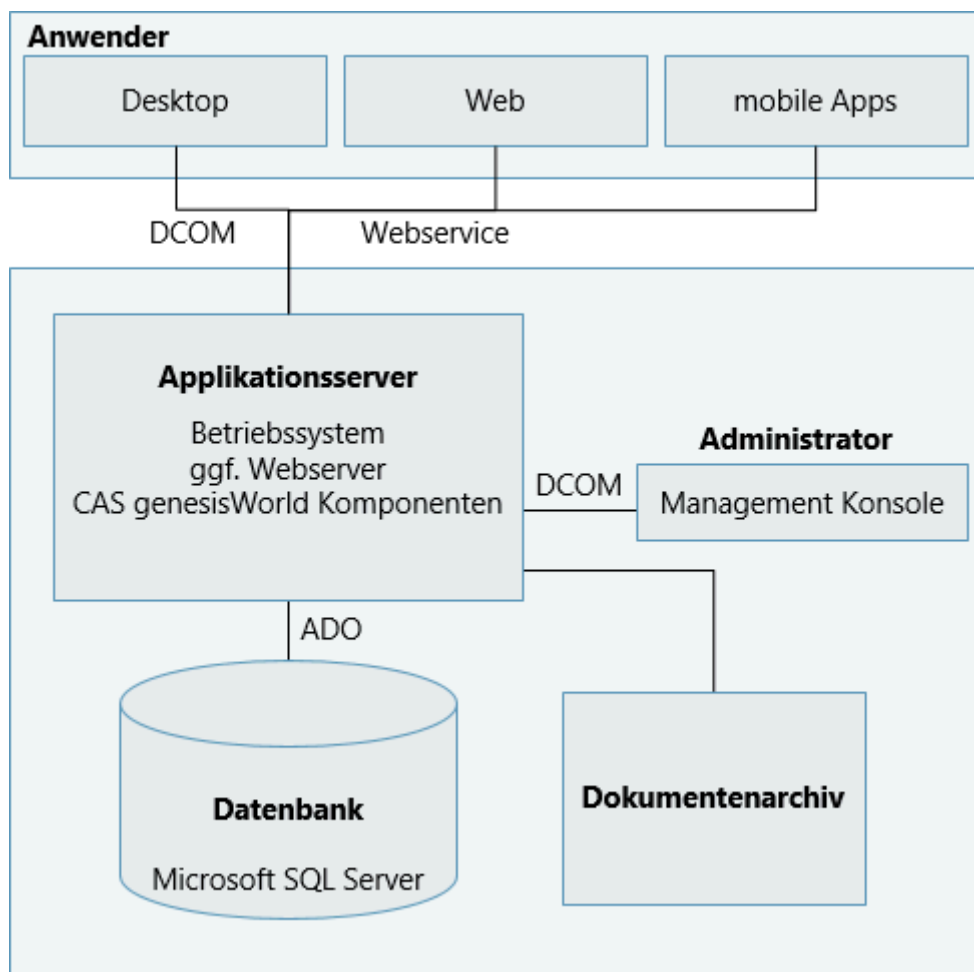 Anwender
Desktop
Web
mobile Apps
DCOM
Webservice
Applikationsserver
Betriebssystem
ggf. Webserver
CAS genesisWorld Komponenten
Administrator
DCOM
Management Konsole
ADO
Datenbank
Microsoft SQL Server
Dokumentenarchiv